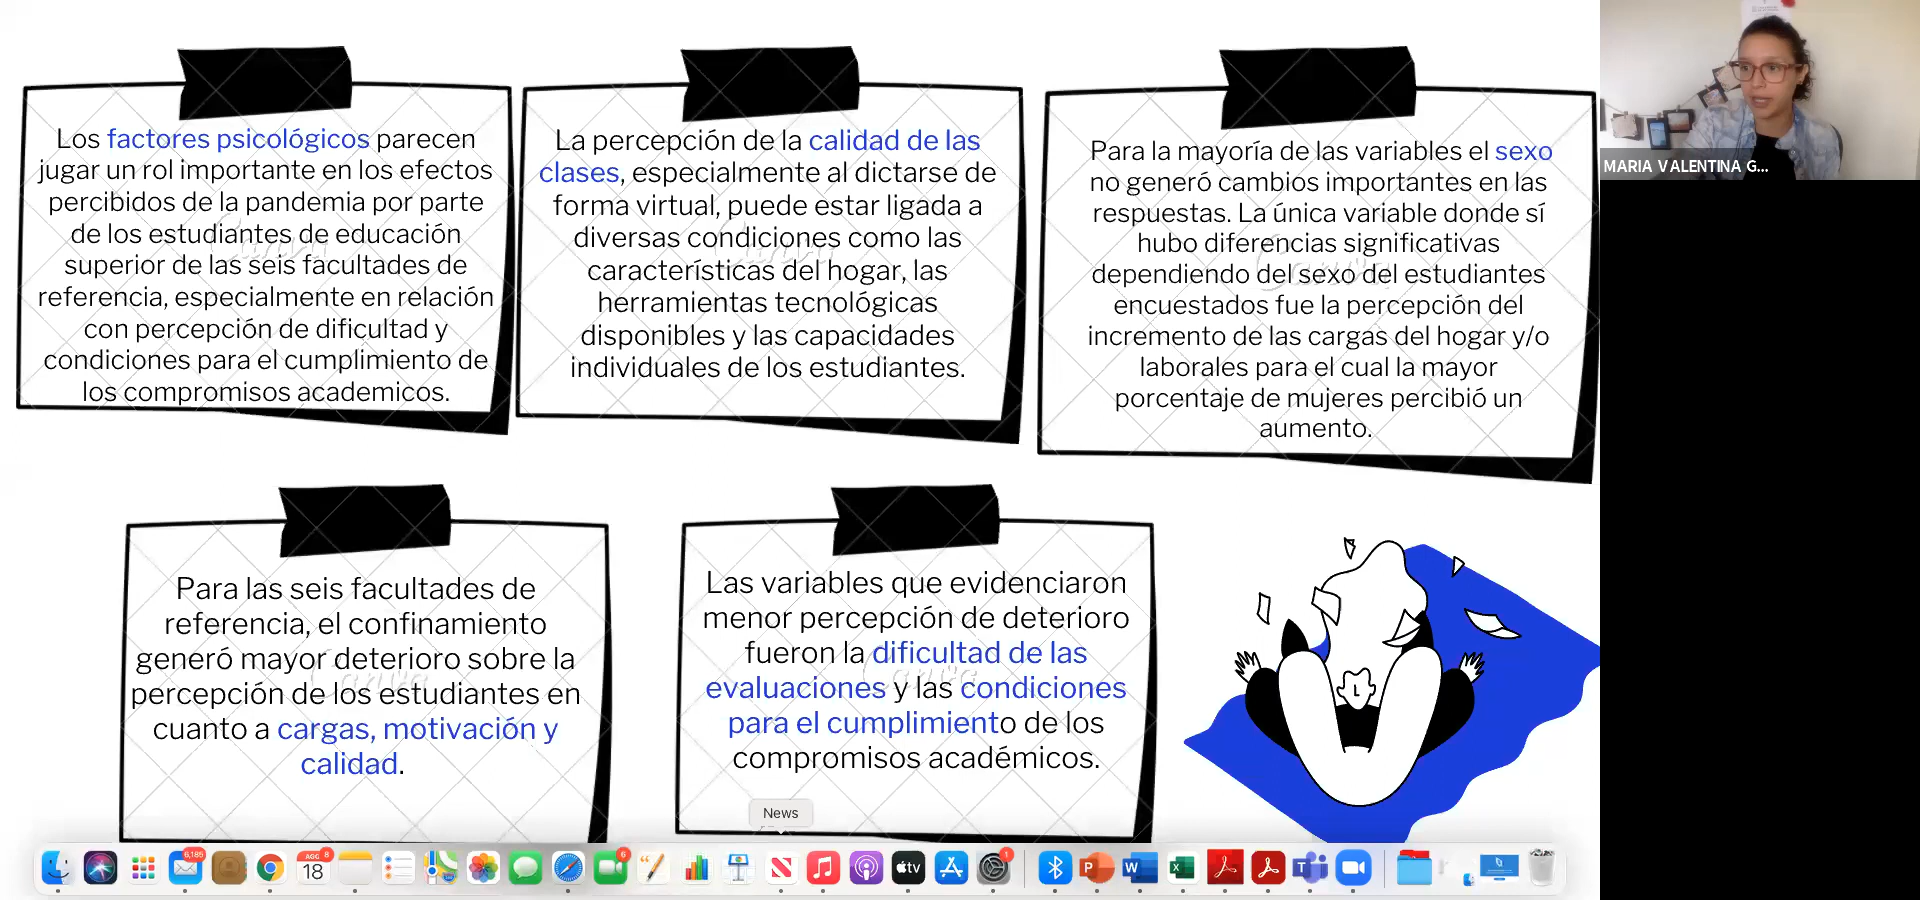 Los factores psicológicos parecen
jugar un rol importante en los efectos
percibidos de la pandemia por parte
de los estudiantes de educación
superior de las seis facultades de
referencia, especialmente en relación
con percepción de dificultad y
condiciones para el cumplimiento de
los compromisos academicos.
La percepción de la calidad de las
clases, especialmente al dictarse de
forma virtual, puede estar ligada a
diversas condiciones como las
características del hogar, las
herramientas tecnológicas
disponibles y las capacidades
individuales de los estudiantes.
Para la mayoría de las variables el sexo
no generó cambios importantes en las
respuestas. La única variable donde sí
hubo diferencias significativas
dependiendo del sexo del estudiantes
encuestados fue la percepción del
incremento de las cargas del hogar y/o
laborales para el cual la mayor
porcentaje de mujeres percibió un
aumento.
MARIA VALENTINA G...
Para las seis facultades de
referencia, el confinamiento
generó mayor deterioro sobre la
percepción de los estudiantes en
cuanto a cargas, motivación y
calidad.
Las variables que evidenciaron
menor percepción de deterioro
fueron la dificultad de las
evaluaciones y las condiciones
para el cumplimiento de los
compromisos académicos.
Canva
News
6,185
AGC 8
18
6
tv
1
P
W
X
T